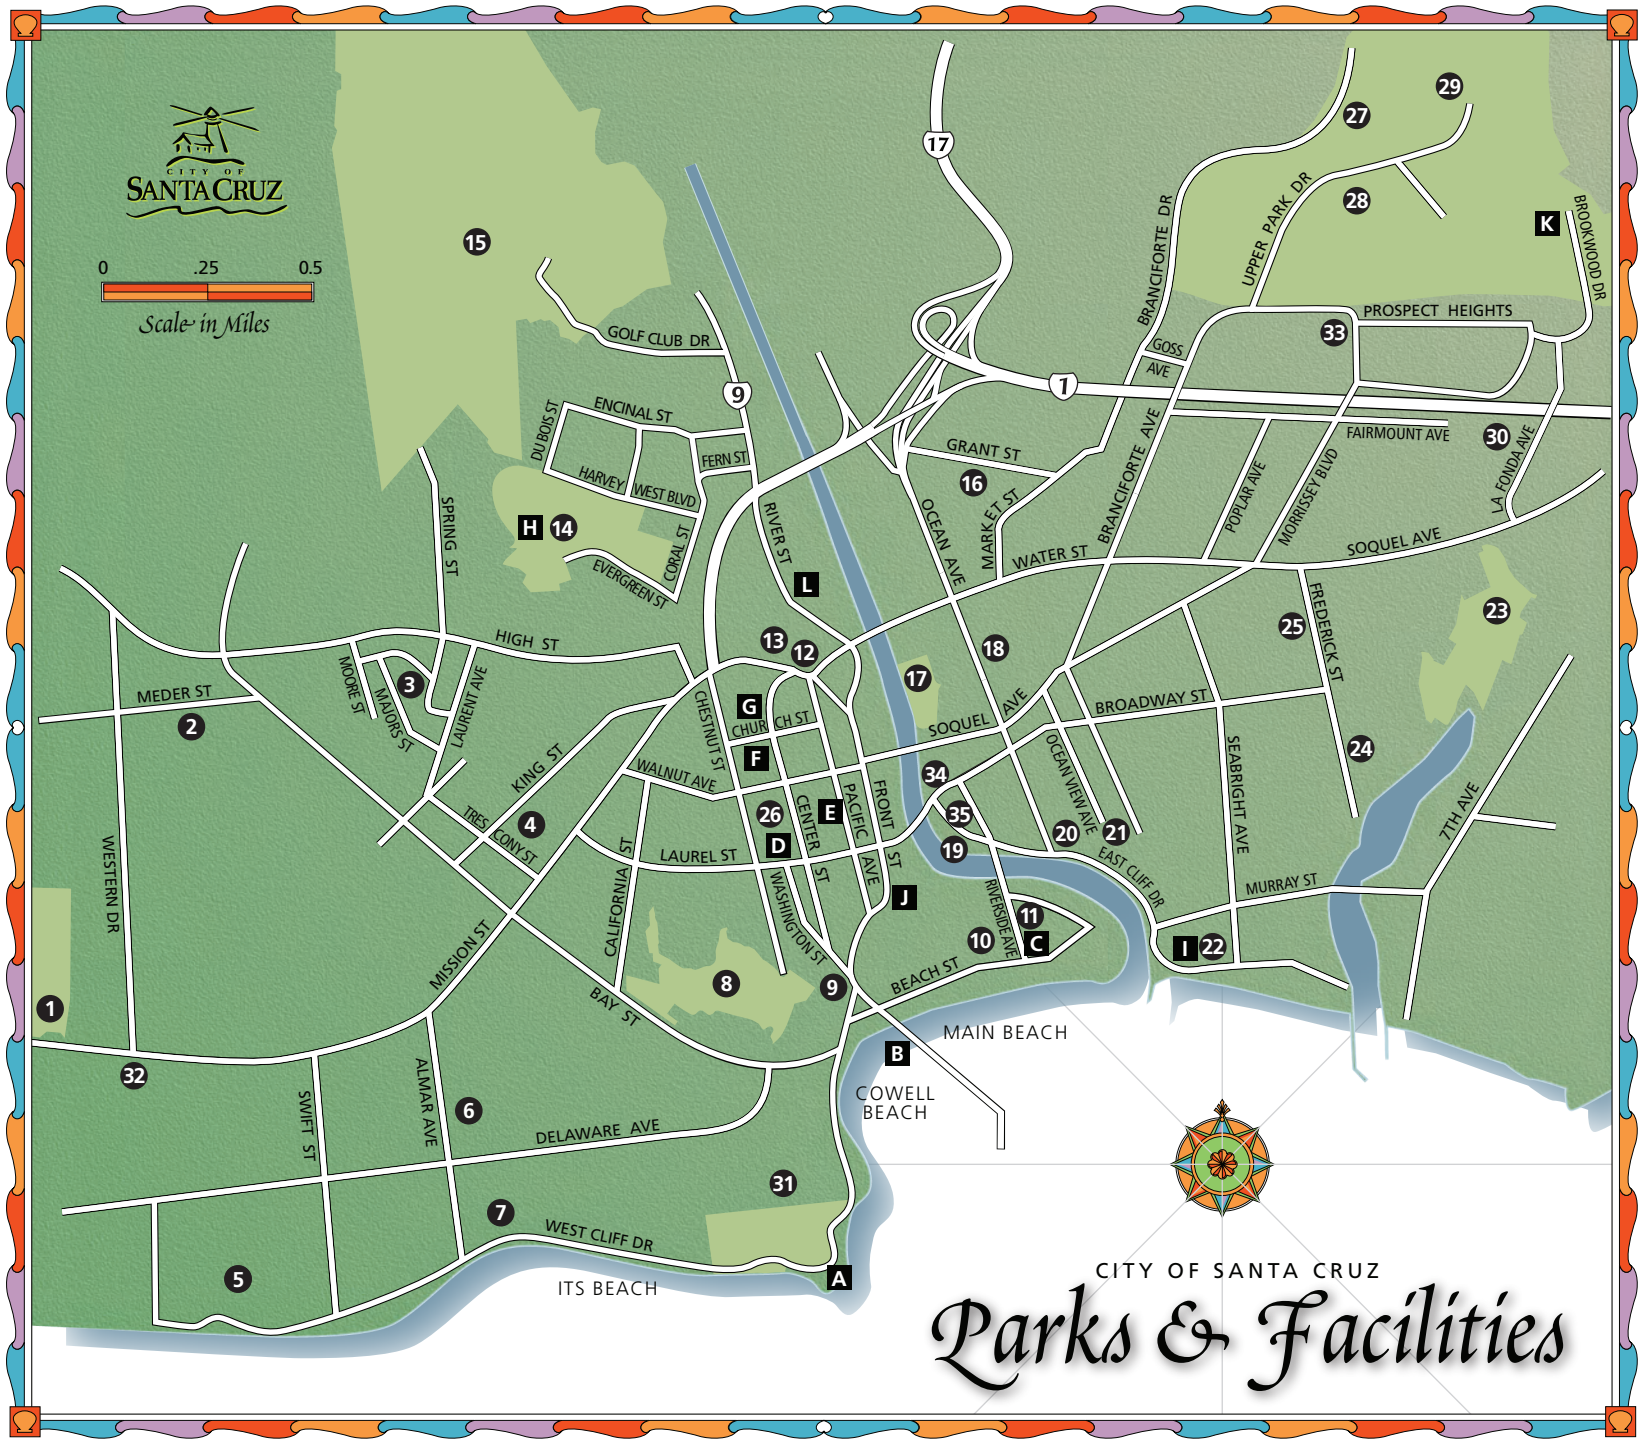 CITY OF
SANTA CRUZ
0 .25 0.5
Scale in Miles
17
27
29
28
K
15
BRANCIFORTE DR
UPPER PARK DR
BROOKWOOD DR
PROSPECT HEIGHTS
33
GOLF CLUB DR
GOSS
AVE
1
9
ENCINAL ST
DU BOIS ST
FERN ST
HARVEY WEST BLVD
GRANT ST
16
MARKET ST
BRANCIFORTE AVE
FAIRMOUNT AVE
30
LA FONDA AVE
POPLAR AVE
MORRISSEY BLVD
SPRING ST
H
14
CORAL ST
EVERGREEN ST
RIVER ST
OCEAN AVE
WATER ST
SOQUEL AVE
L
23
25
FREDERICK ST
HIGH ST
13
12
18
17
MEDER ST
2
MOORE ST
3
MAJORS ST
LAURENT AVE
CHESTNUT ST
G
CHURCH ST
F
SOQUEL AVE
BROADWAY ST
24
KING ST
WALNUT AVE
34
OCEAN VIEW AVE
SEABRIGHT AVE
7TH AVE
4
TRES CONY ST
26
CENTER ST
E
PACIFIC AVE
FRONT ST
35
20
21
D
19
LAUREL ST
WESTERN DR
CALIFORNIA ST
WASHINGTON ST
J
RIVERSIDE AVE
EAST CLIFF DR
MURRAY ST
11
C
10
I
22
MISSION ST
8
9
BEACH ST
BAY ST
1
MAIN BEACH
B
COWELL
BEACH
32
SWIFT ST
ALMAR AVE
6
DELAWARE AVE
31
7
WEST CLIFF DR
5
A
ITS BEACH
CITY OF SANTA CRUZ
Parks & Facilities